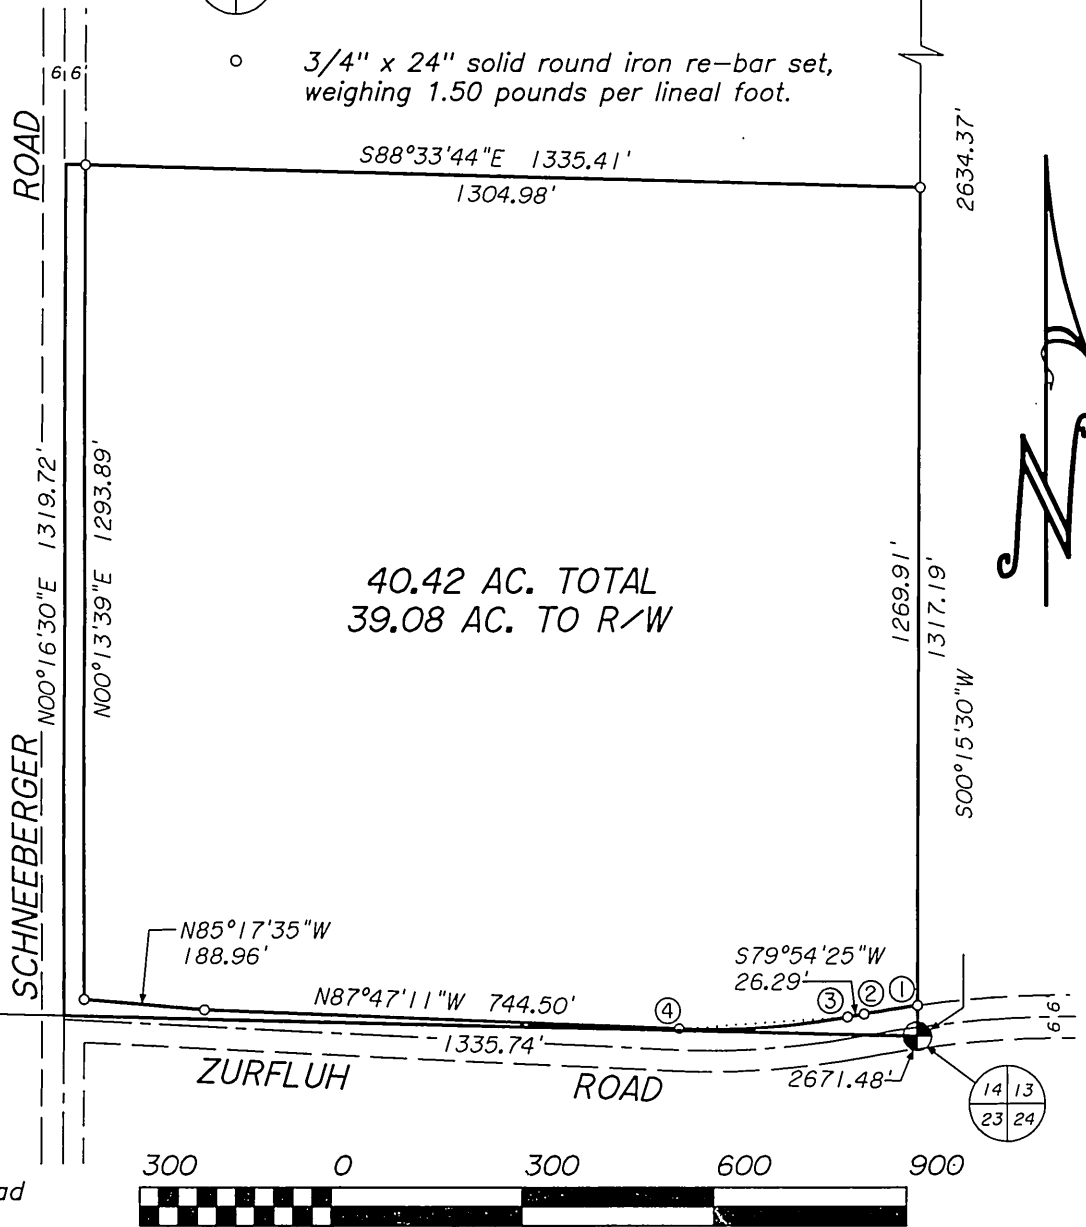 3/4" x 24" solid round iron re-bar set,
weighing 1.50 pounds per lineal foot.
6 6
ROAD
S88°33'44"E 1335.41'
1304.98'
2634.37'
N00°16'30"E 1319.72'
N00°13'39"E 1293.89'
40.42 AC. TOTAL
39.08 AC. TO R/W
1269.91'
1317.19'
S00°15'30"W
N
SCHNEEBERGER
N85°17'35"W
188.96'
S79°54'25"W
26.29'
1
2
3
4
N87°47'11"W 744.50'
1335.74'
6 6
ZURFLUH ROAD
2671.48'
14 13
23 24
300 0 300 600 900